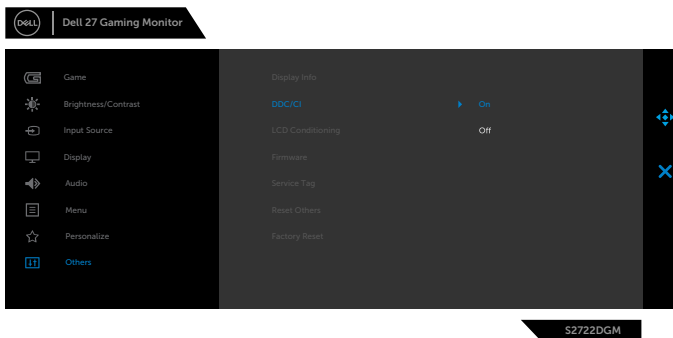 DELL
Dell 27 Gaming Monitor
Game
Display Info
Brightness/Contrast
DDC/CI
On
Input Source
LCD Conditioning
Off
Display
Firmware
Audio
Service Tag
Menu
Reset Others
Personalize
Factory Reset
Others
S2722DGM